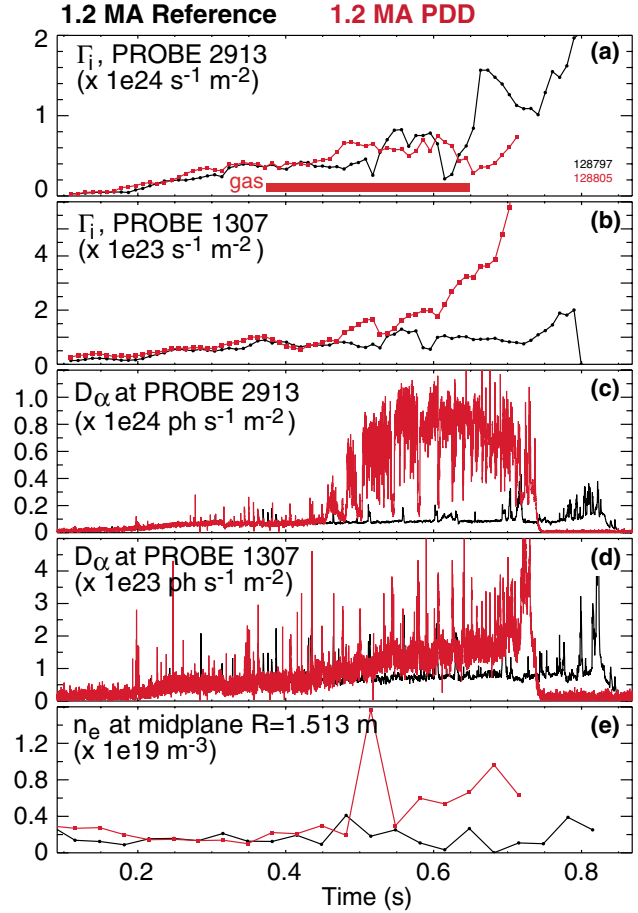 1.2 MA Reference 1.2 MA PDD
2
Γi, PROBE 2913 (a)
(x 1e24 s-1 m-2)
1
128797
128805
gas
0
Γi, PROBE 1307 (b)
(x 1e23 s-1 m-2)
4
2
0
Dα at PROBE 2913 (c)
1.0
(x 1e24 ph s-1 m-2)
0.8
0.6
0.4
0.2
0
Dα at PROBE 1307 (d)
(x 1e23 ph s-1 m-2)
4
3
2
1
0
ne at midplane R=1.513 m (e)
(x 1e19 m-3)
1.2
0.8
0.4
0
0.2 0.4 0.6 0.8
Time (s)